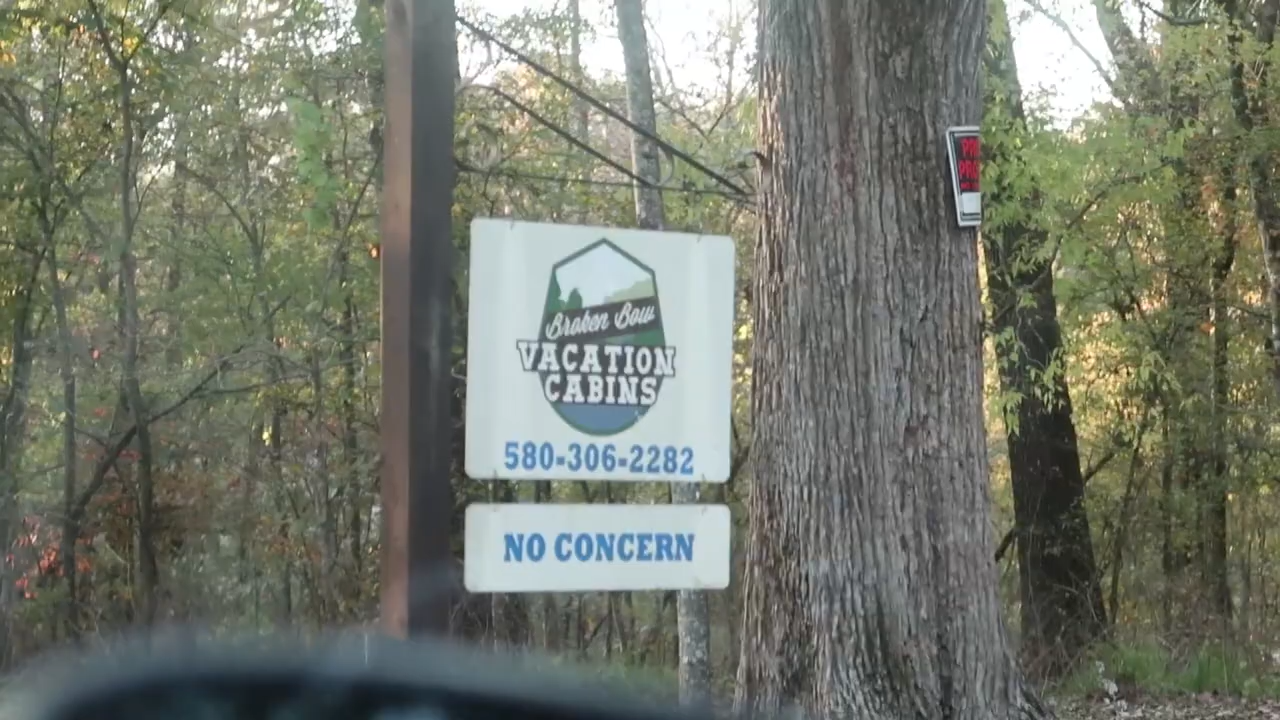 Broken Bow
VACATION
CABINS
580-306-2282
NO CONCERN